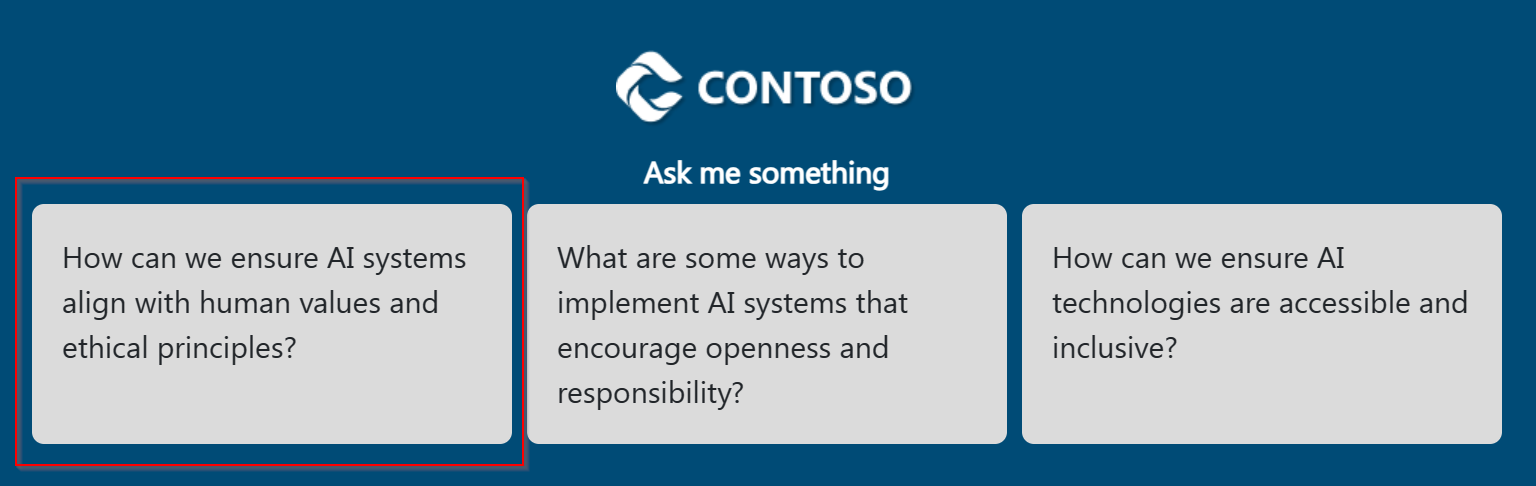 CONTOSO
Ask me something
How can we ensure AI systems
align with human values and
ethical principles?
What are some ways to
implement AI systems that
encourage openness and
responsibility?
How can we ensure AI
technologies are accessible and
inclusive?